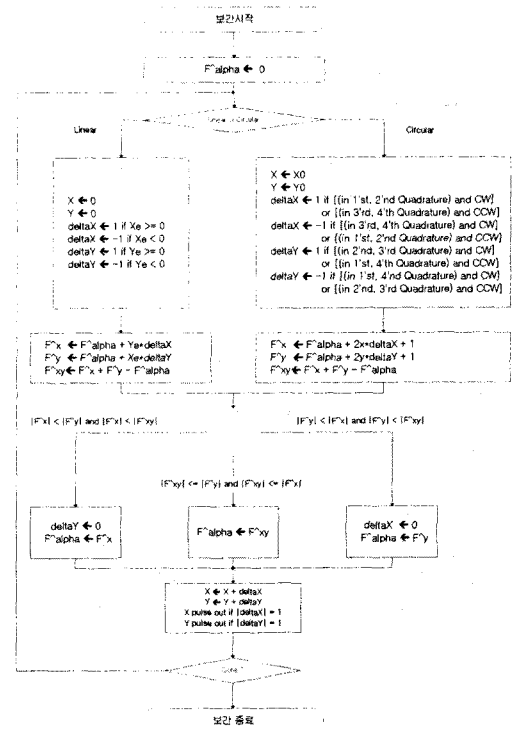 보간시작
F^alpha ← 0
Linear or Circular
Linear
Circular
X ← 0
Y ← 0
deltaX ← 1 if Xe >= 0
deltaX ← -1 if Xe < 0
deltaY ← 1 if Ye >= 0
deltaY ← -1 if Ye < 0
X ← X0
Y ← Y0
deltaX ← 1 if [(in 1'st, 2'nd Quadrature) and CW]
or [(in 3'rd, 4'th Quadrature) and CCW]
deltaX ← -1 if [(in 3'rd, 4'th Quadrature) and CW]
or [(in 1'st, 2'nd Quadrature and CCW]
deltaY ← 1 if [(in 2'nd, 3'rd Quadrature) and CW]
or [(in 1'st, 4'th Quadrature) and CCW]
deltaY ← -1 if [(in 1'st, 4'nd Quadrature) and CW]
or [(in 2'nd, 3'rd Quadrature) and CCW]
F^x ← F^alpha + Ye*deltaX
F^y ← F^alpha + Xe*deltaY
F^xy ← F^x + F^y - F^alpha
F^x ← F^alpha + 2x*deltaX + 1
F^y ← F^alpha + 2y*deltaY + 1
F^xy ← F^x + F^y - F^alpha
|F^x| < |F^y| and |F^x| < |F^xy|
|F^y| < |F^x| and |F^y| < |F^xy|
|F^xy| <= |F^y| and |F^xy| <= |F^x|
deltaY ← 0
F^alpha ← F^x
F^alpha ← F^xy
deltaX ← 0
F^alpha ← F^y
X ← X + deltaX
Y ← Y + deltaY
X pulse out if |deltaX| = 1
Y pulse out if |deltaY| = 1
Done ?
보간 종료